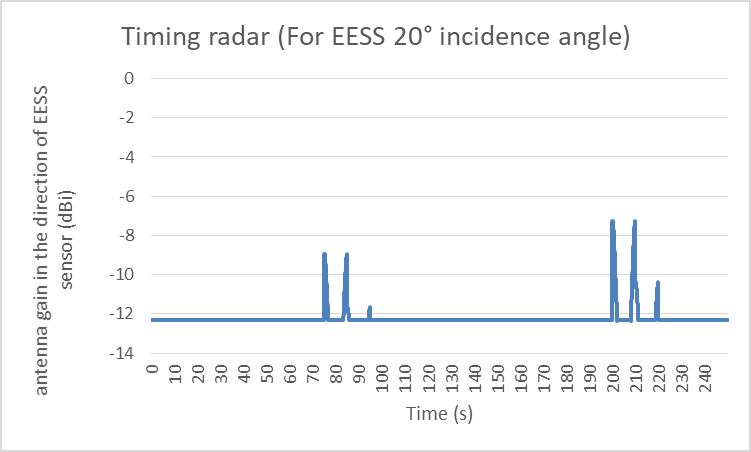 Timing radar (For EESS 20° incidence angle)
antenna gain in the direction of EESS
sensor (dBi)
0
-2
-4
-6
-8
-10
-12
-14
0 10 20 30 40 50 60 70 80 90 100 110 120 130 140 150 160 170 180 190 200 210 220 230 240
Time (s)